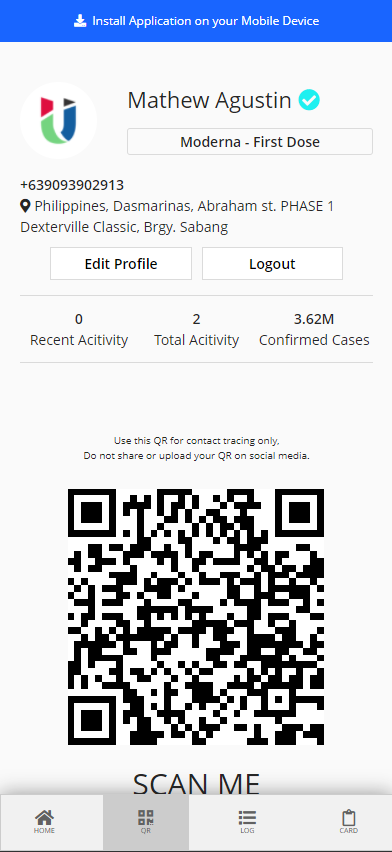 Install Application on your Mobile Device
Mathew Agustin
Moderna - First Dose
+639093902913
Philippines, Dasmarinas, Abraham st. PHASE 1
Dexterville Classic, Brgy. Sabang
Edit Profile Logout
0 2 3.62M
Recent Acitivity Total Acitivity Confirmed Cases
Use this QR for contact tracing only.
Do not share or upload your QR on social media.
SCAN ME
HOME QR LOG CARD